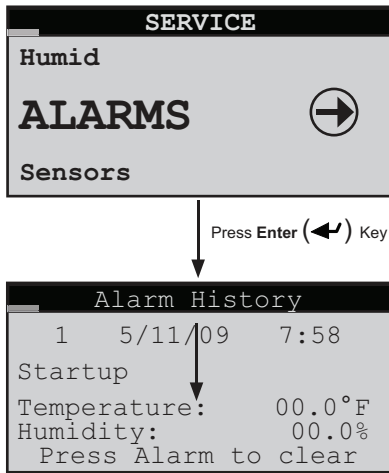 SERVICE
Humid
ALARMS
Sensors
Press Enter (↵) Key
Alarm History
1 5/11/09 7:58
Startup
Temperature: 00.0°F
Humidity: 00.0%
Press Alarm to clear